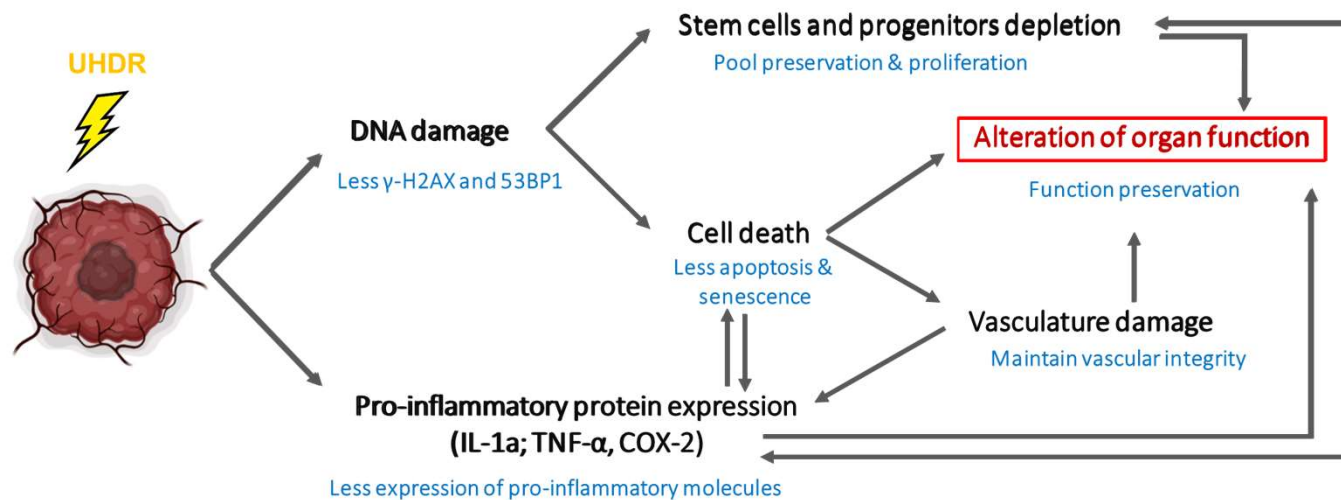 UHDR
Stem cells and progenitors depletion
Pool preservation & proliferation
DNA damage
Less γ-H2AX and 53BP1
Alteration of organ function
Function preservation
Cell death
Less apoptosis &
senescence
Vasculature damage
Maintain vascular integrity
Pro-inflammatory protein expression
(IL-1a; TNF-α, COX-2)
Less expression of pro-inflammatory molecules